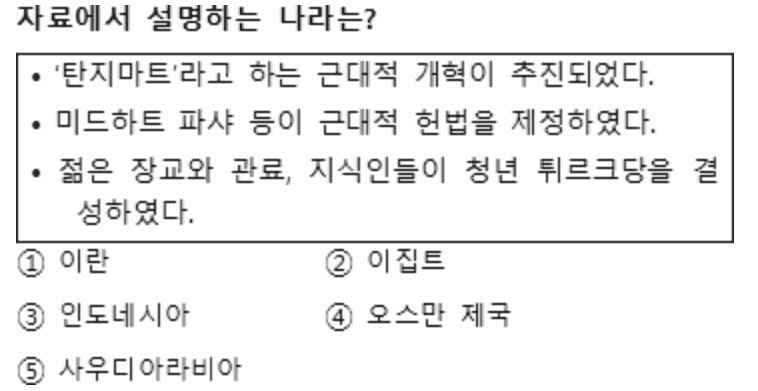 자료에서 설명하는 나라는?
• '탄지마트'라고 하는 근대적 개혁이 추진되었다.
• 미드하트 파샤 등이 근대적 헌법을 제정하였다.
• 젊은 장교와 관료, 지식인들이 청년 튀르크당을 결
성하였다.
① 이란 ② 이집트
③ 인도네시아 ④ 오스만 제국
⑤ 사우디아라비아